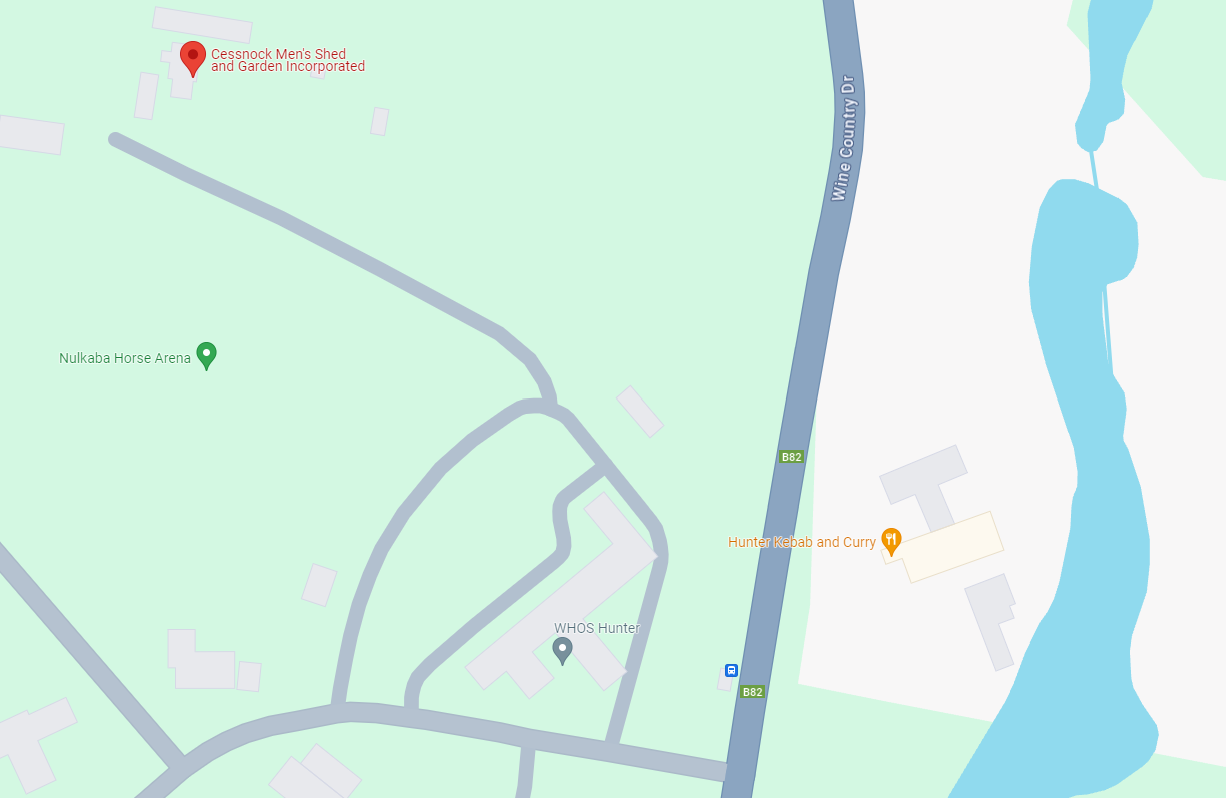 Cessnock Men's Shed
and Garden Incorporated
Wine Country Dr
Nulkaba Horse Arena
B82
Hunter Kebab and Curry
WHOS Hunter
B82